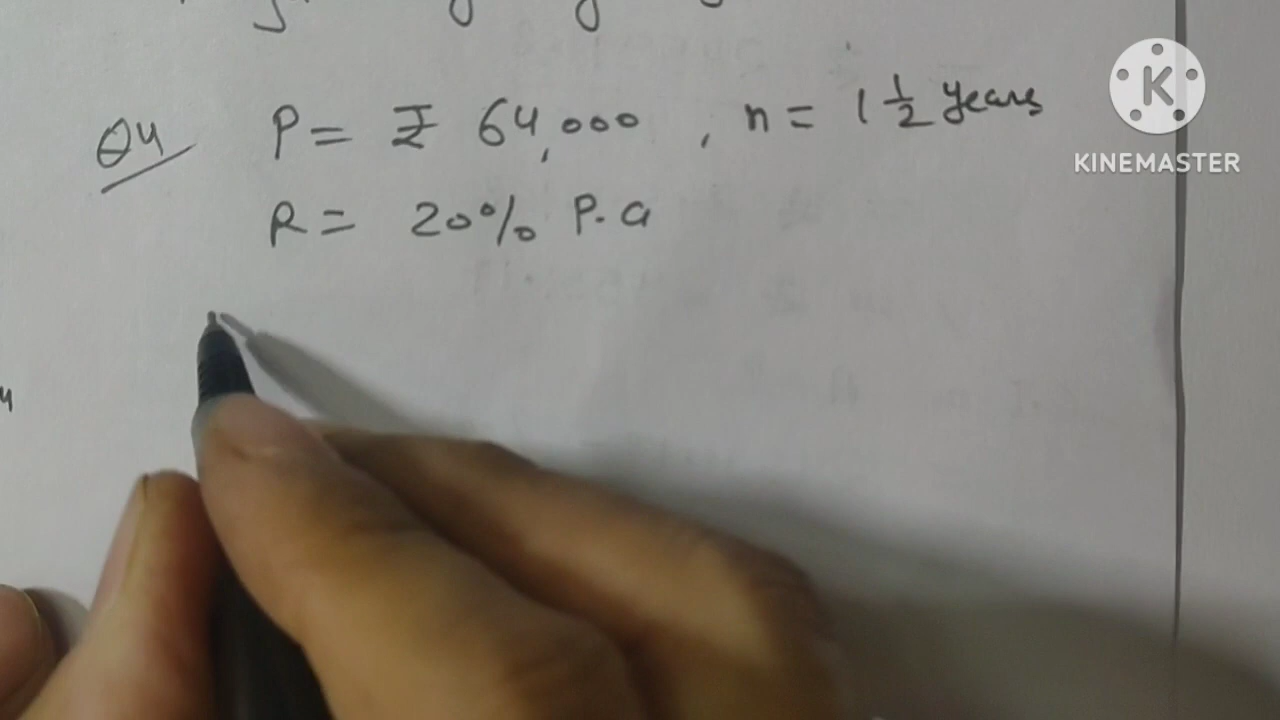 Q4 P = ₹ 64,000 , n = 1 1/2 years
R = 20% P.a
K
KINEMASTER